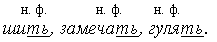 н. ф. н. ф. н. ф.
шить, замечать, гулять.